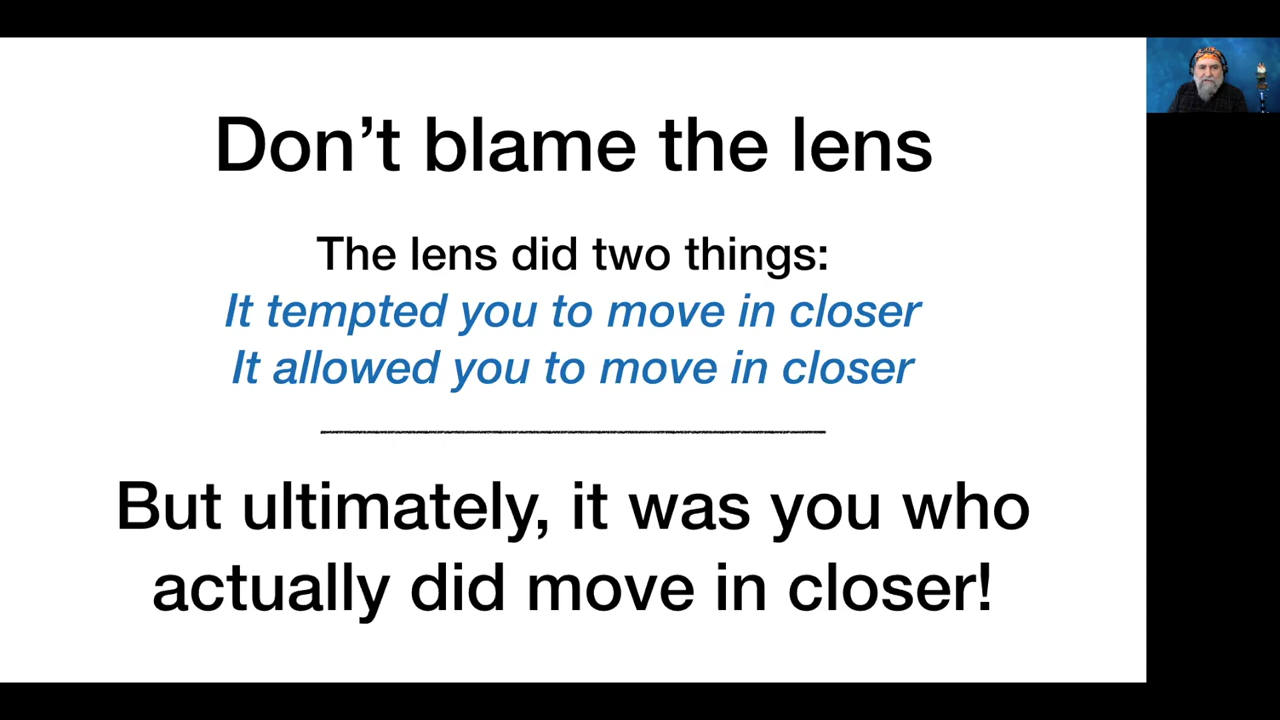 Don’t blame the lens
The lens did two things:
It tempted you to move in closer
It allowed you to move in closer
But ultimately, it was you who
actually did move in closer!